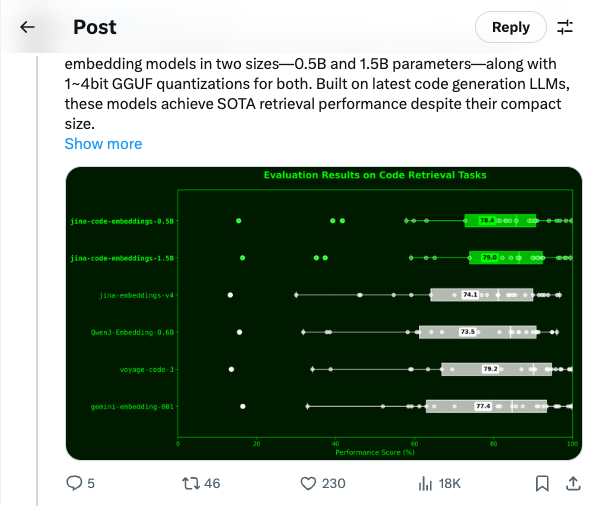 Post
Reply
embedding models in two sizes—0.5B and 1.5B parameters—along with
1~4bit GGUF quantizations for both. Built on latest code generation LLMs,
these models achieve SOTA retrieval performance despite their compact
size.
Show more
Evaluation Results on Code Retrieval Tasks
jina-code-embeddings-0.5B
78.4
jina-code-embeddings-1.5B
79.0
jina-embeddings-v4
74.1
Qwen3-Embedding-0.6B
73.5
voyage-code-3
79.2
gemini-embedding-001
77.4
0 20 40 60 80 100
Performance Score (%)
5 46 230 18K